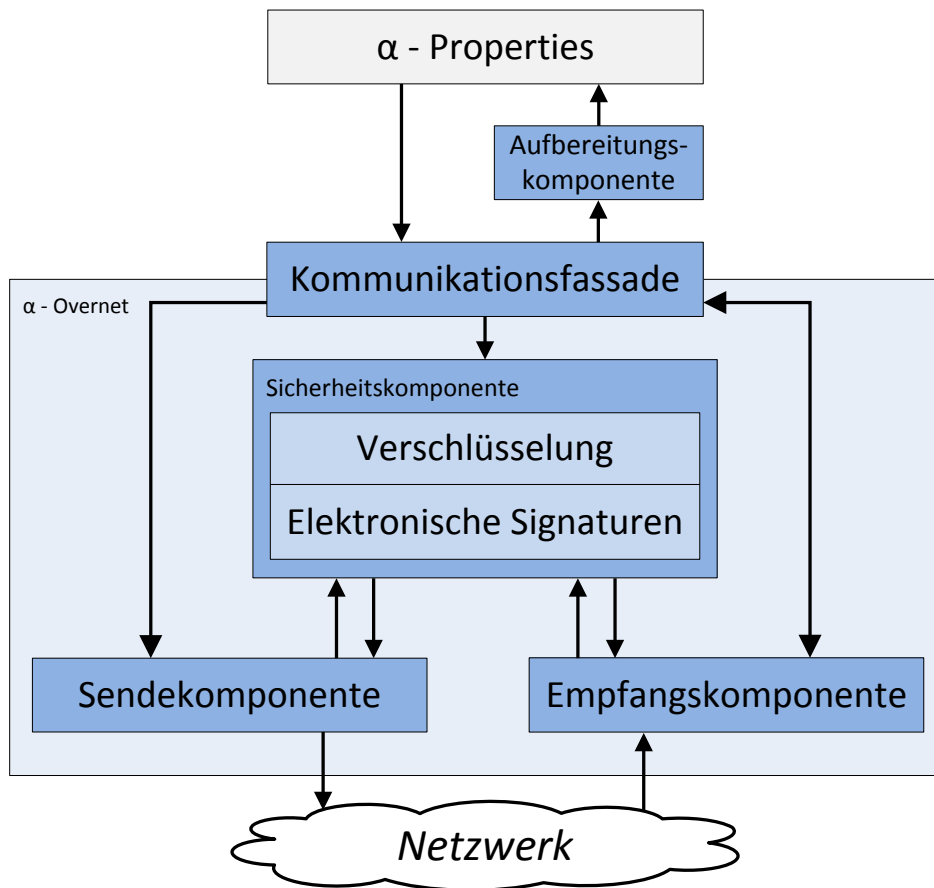 α - Properties
Aufbereitungs-
komponente
Kommunikationsfassade
α - Overnet
Sicherheitskomponente
Verschlüsselung
Elektronische Signaturen
Sendekomponente
Empfangskomponente
Netzwerk